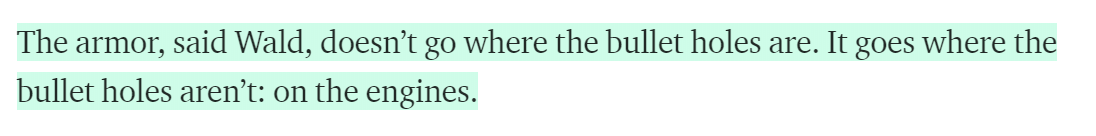 The armor, said Wald, doesn’t go where the bullet holes are. It goes where the
bullet holes aren’t: on the engines.